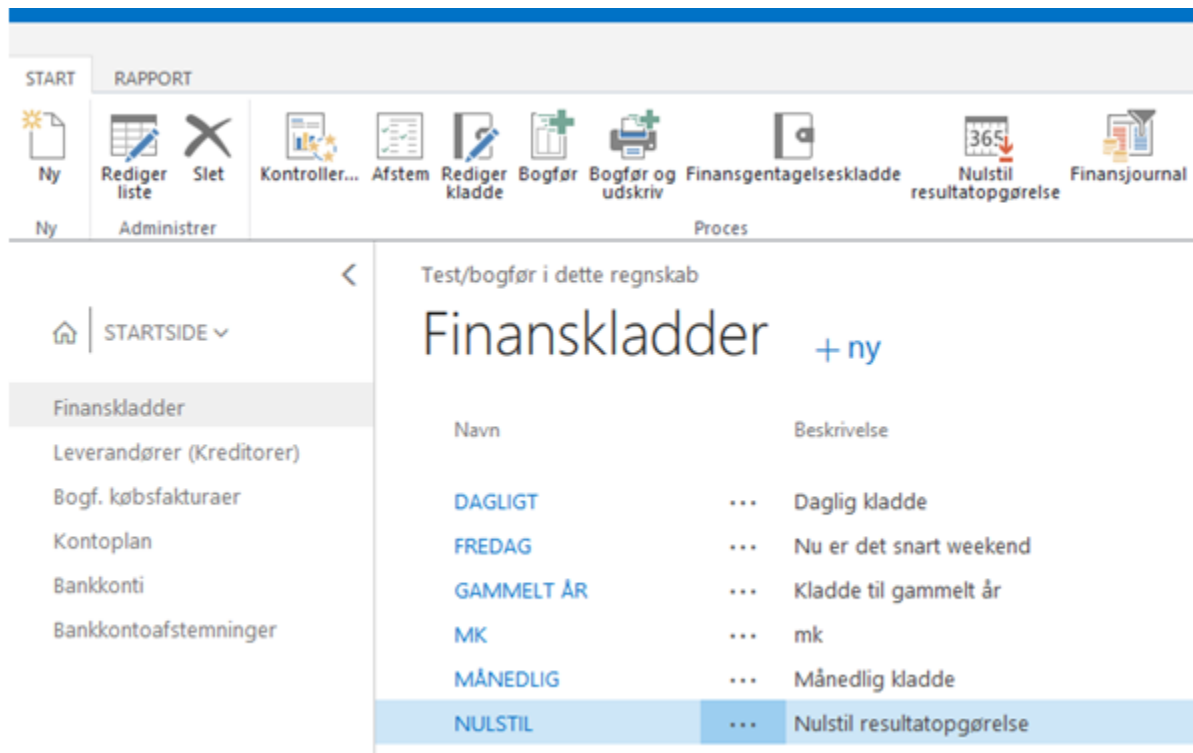 START RAPPORT
Ny Rediger liste Slet Kontroller... Afstem Rediger kladde Bogfør Bogfør og udskriv Finansgentagelseskladde 365 Nulstil resultatopgørelse Finansjournal
Ny Administrer Proces
Test/bogfør i dette regnskab
STARTSIDE
Finanskladder + ny
Finanskladder
Leverandører (Kreditorer)
Bogf. købsfakturaer
Kontoplan
Bankkonti
Bankkontoafstemninger
Navn Beskrivelse
DAGLIGT ... Daglig kladde
FREDAG ... Nu er det snart weekend
GAMMELT ÅR ... Kladde til gammelt år
MK ... mk
MÅNEDLIG ... Månedlig kladde
NULSTIL ... Nulstil resultatopgørelse